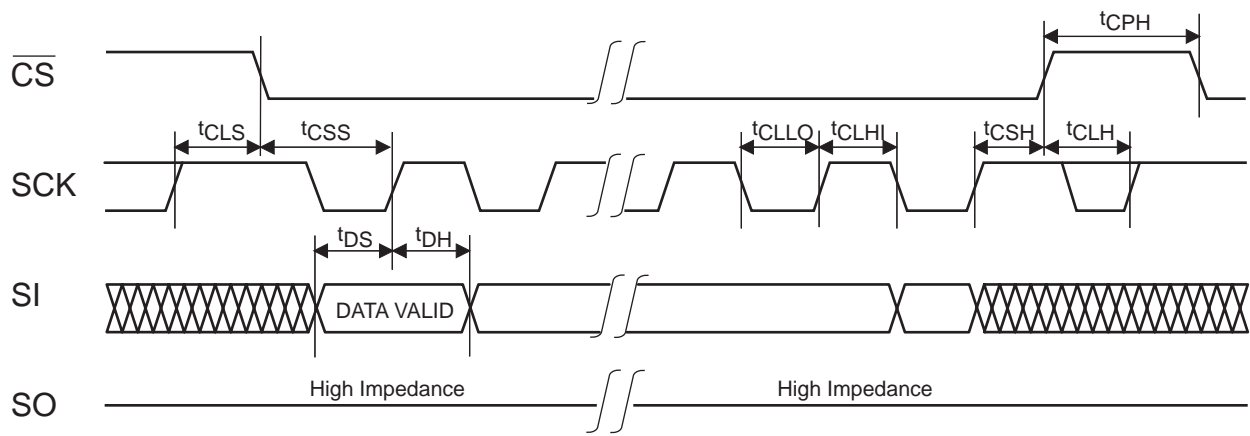 tCPH
CS
tCLS tCSS tCLLO tCLHI tCSH tCLH
SCK
tDS tDH
SI DATA VALID
High Impedance High Impedance
SO